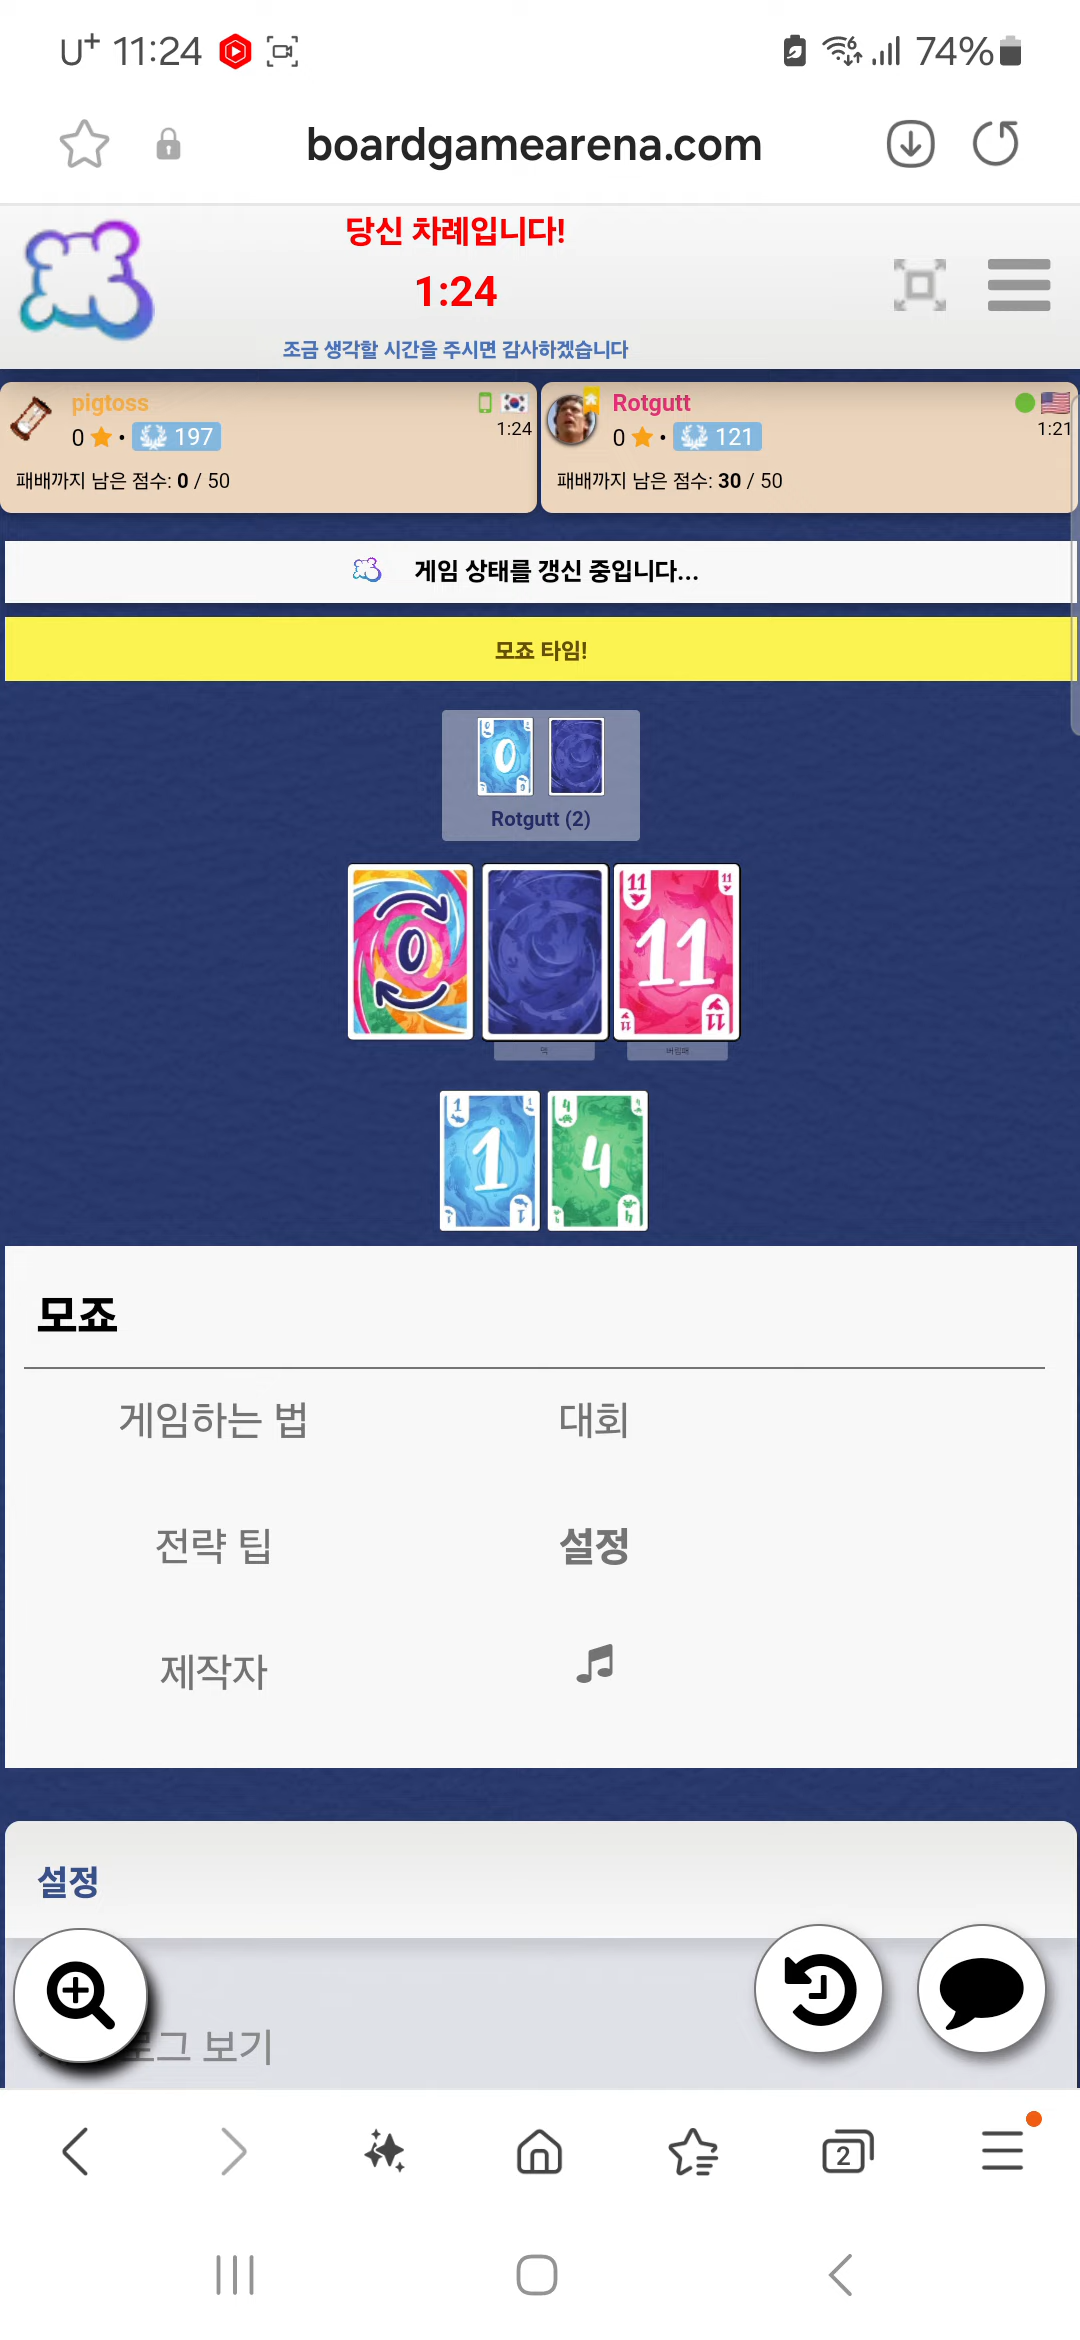 U+ 11:24 74%
boardgamearena.com
당신 차례입니다!
1:24
조금 생각할 시간을 주시면 감사하겠습니다
pigtoss
0 • 197
1:24
패배까지 남은 점수: 0 / 50
Rotgutt
0 • 121
1:21
패배까지 남은 점수: 30 / 50
게임 상태를 갱신 중입니다...
모죠 타임!
0
Rotgutt (2)
0 11
덱 버림패
1 4
모죠
게임하는 법 대회
전략 팁 설정
제작자
설정
로그 보기
2